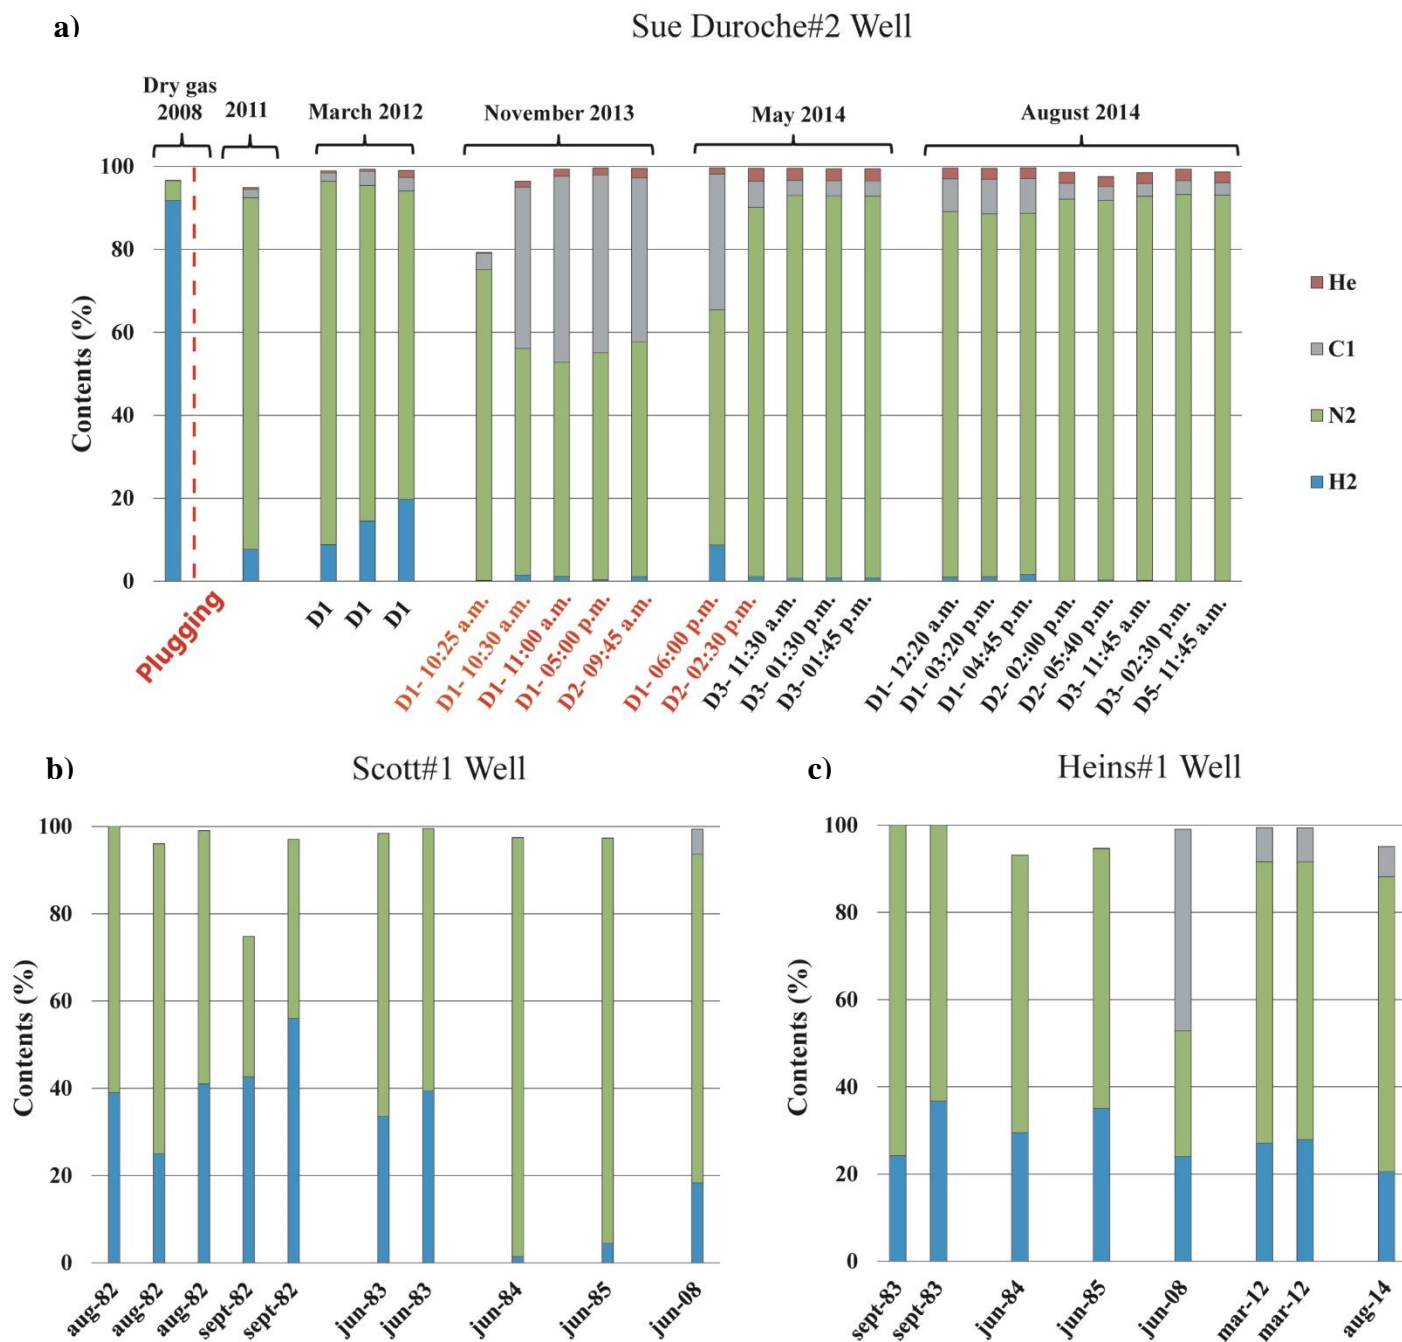 a)
Sue Duroche#2 Well
Dry gas
2008
2011
March 2012
November 2013
May 2014
August 2014
Contents (%)
100
80
60
40
20
0
Plugging
D1
D1
D1
D1- 10:25 a.m.
D1- 10:30 a.m.
D1- 11:00 a.m.
D1- 05:00 p.m.
D2- 09:45 a.m.
D1- 06:00 p.m.
D2- 02:30 p.m.
D3- 11:30 a.m.
D3- 01:30 p.m.
D3- 01:45 p.m.
D1- 12:20 a.m.
D1- 03:20 p.m.
D1- 04:45 p.m.
D2- 02:00 p.m.
D2- 05:40 p.m.
D3- 11:45 a.m.
D3- 02:30 p.m.
D5- 11:45 a.m.
He
C1
N2
H2
b)
Scott#1 Well
Contents (%)
100
80
60
40
20
0
aug-82
aug-82
aug-82
sept-82
sept-82
jun-83
jun-83
jun-84
jun-85
jun-08
c)
Heins#1 Well
Contents (%)
100
80
60
40
20
0
sept-83
sept-83
jun-84
jun-85
jun-08
mar-12
mar-12
aug-14